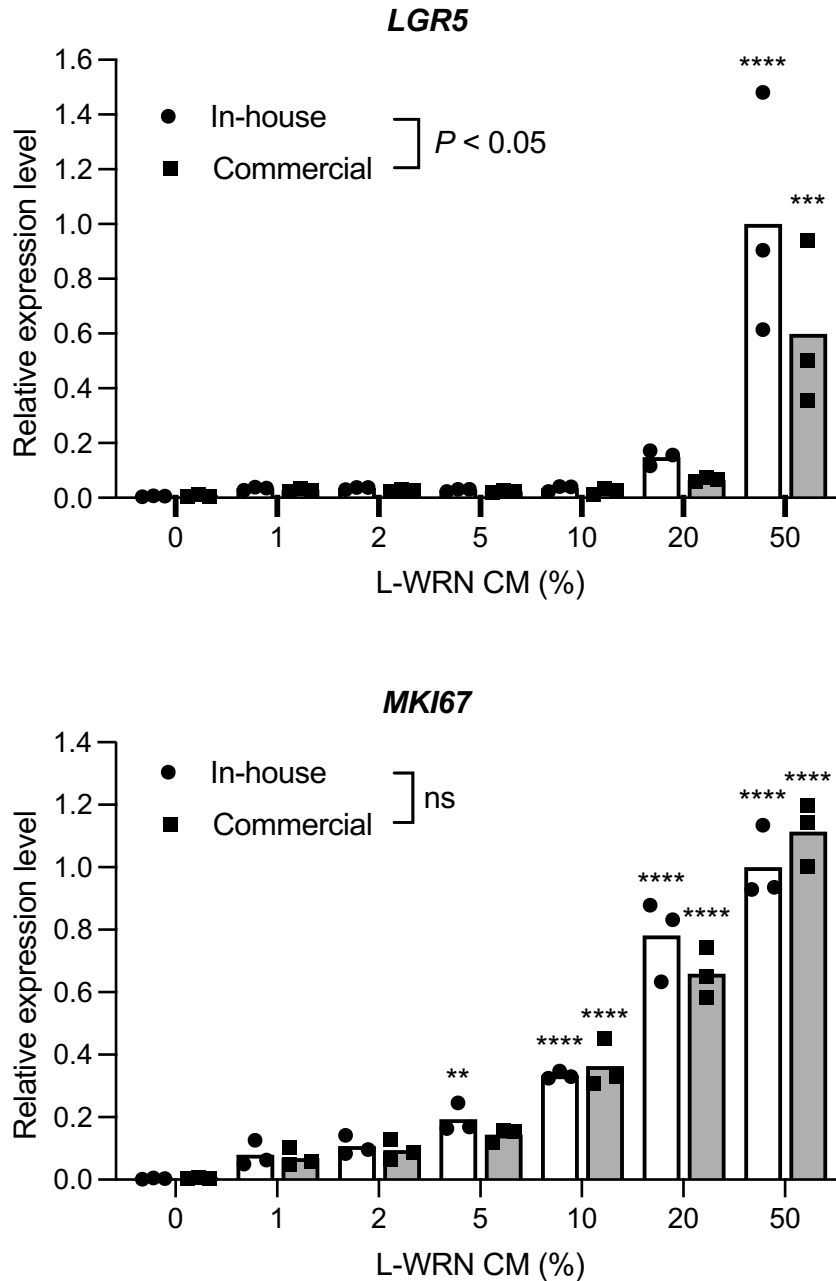 LGR5
Relative expression level
1.6
1.4
1.2
1.0
0.8
0.6
0.4
0.2
0.0
In-house
Commercial
P < 0.05
****
***
0 1 2 5 10 20 50
L-WRN CM (%)
MKI67
Relative expression level
1.4
1.2
1.0
0.8
0.6
0.4
0.2
0.0
In-house
Commercial
ns
**
**** ****
**** ****
**** ****
0 1 2 5 10 20 50
L-WRN CM (%)